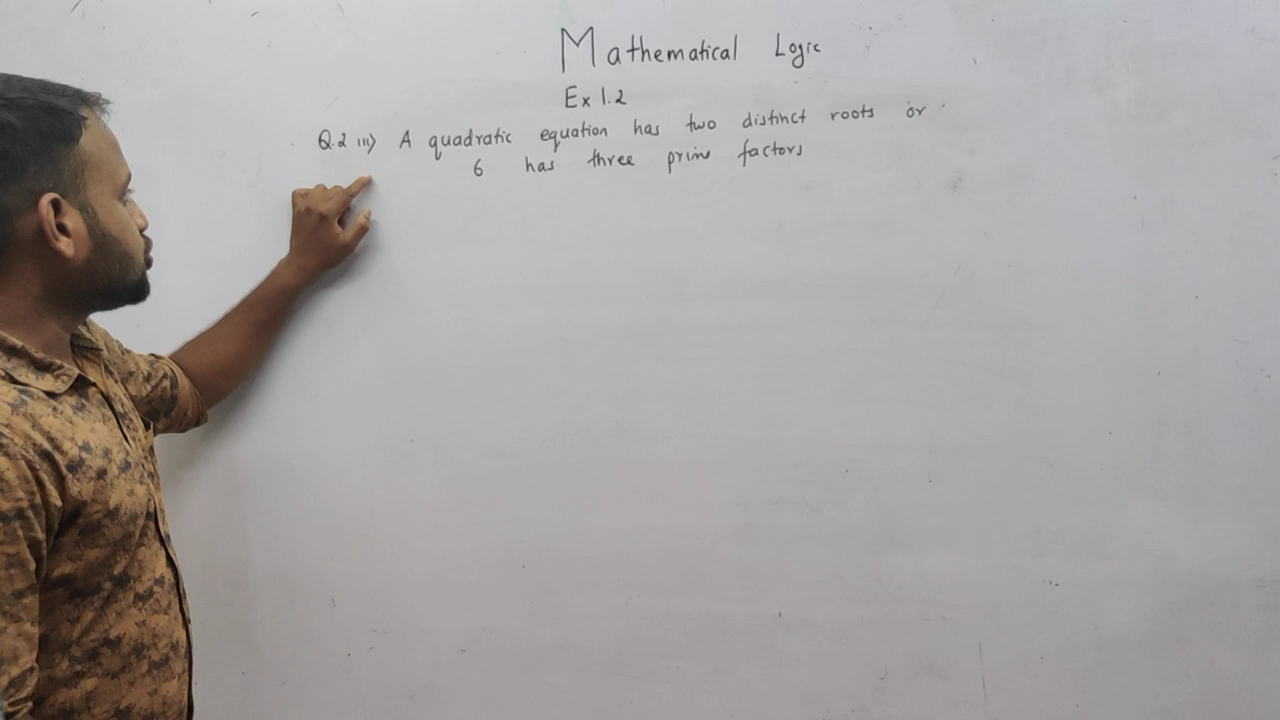 Mathematical Logic
Ex 1.2
Q.2 iii) A quadratic equation has two distinct roots or
6 has three prime factors